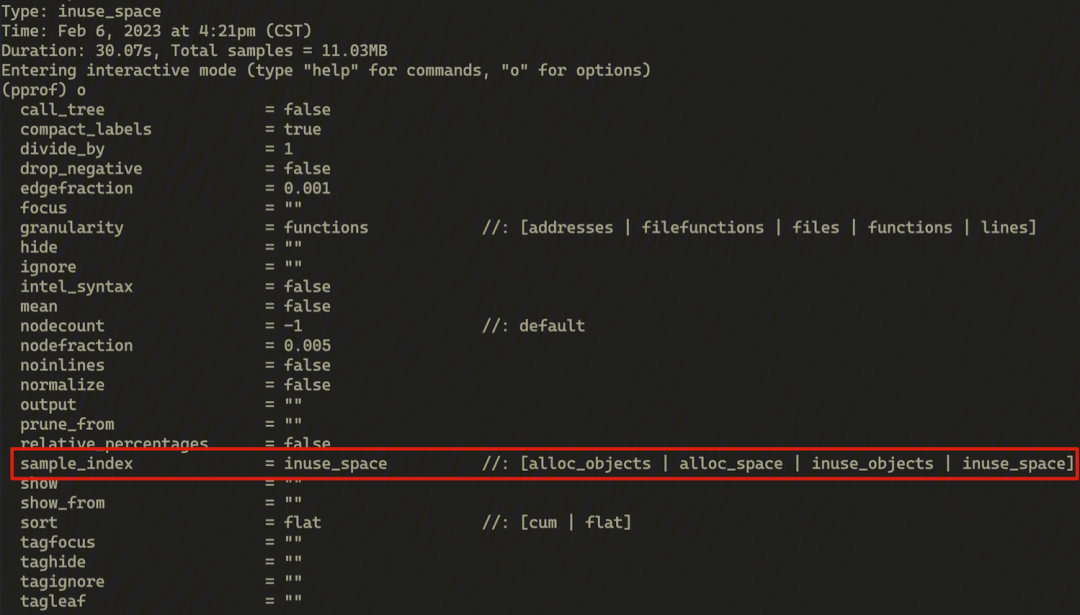 Type: inuse_space
Time: Feb 6, 2023 at 4:21pm (CST)
Duration: 30.07s, Total samples = 11.03MB
Entering interactive mode (type "help" for commands, "o" for options)
(pprof) o
  call_tree                 = false
  compact_labels            = true
  divide_by                 = 1
  drop_negative             = false
  edgefraction              = 0.001
  focus                     = ""
  granularity               = functions            //: [addresses | filefunctions | files | functions | lines]
  hide                      = ""
  ignore                    = ""
  intel_syntax              = false
  mean                      = false
  nodecount                 = -1                   //: default
  nodefraction              = 0.005
  noinlines                 = false
  normalize                 = false
  output                    = ""
  prune_from                = ""
  relative_percentages      = false
  sample_index              = inuse_space          //: [alloc_objects | alloc_space | inuse_objects | inuse_space]
  show                      = ""
  show_from                 = ""
  sort                      = flat                 //: [cum | flat]
  tagfocus                  = ""
  taghide                   = ""
  tagignore                 = ""
  tagleaf                   = ""